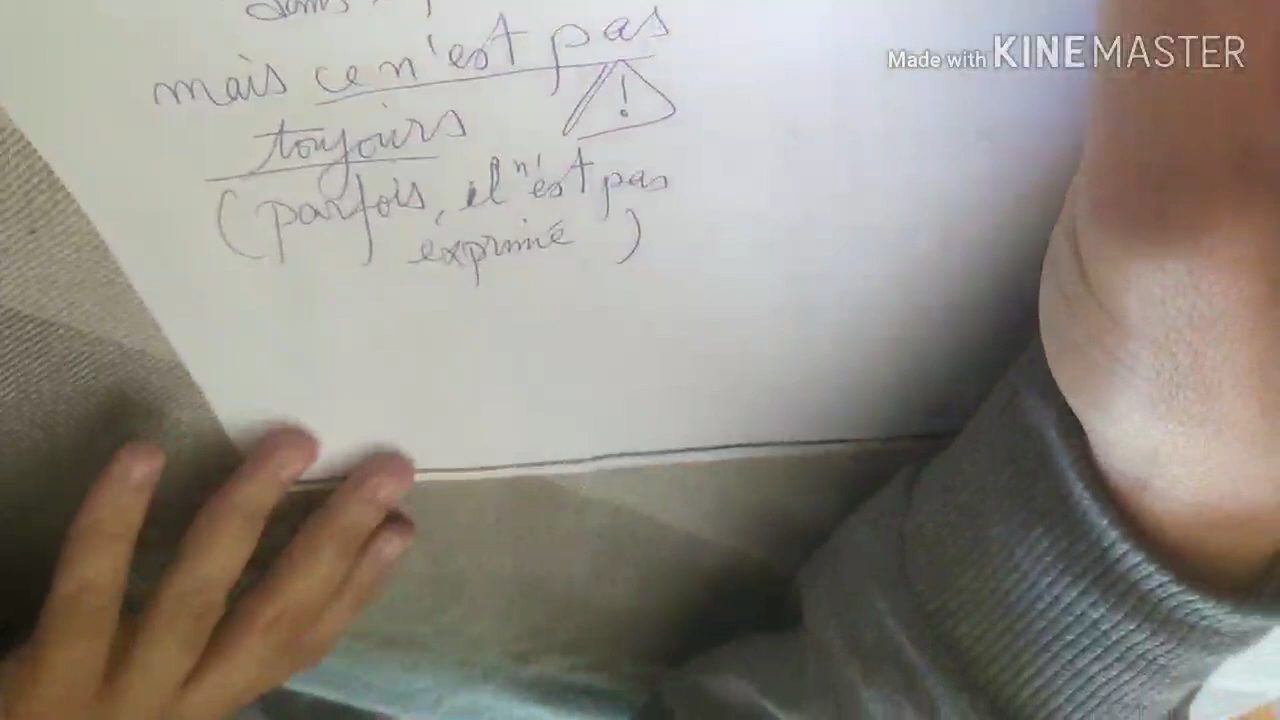 Made with KINEMASTER
mais ce n'est pas
toujours
!
(parfois, il n'est pas
exprimé)